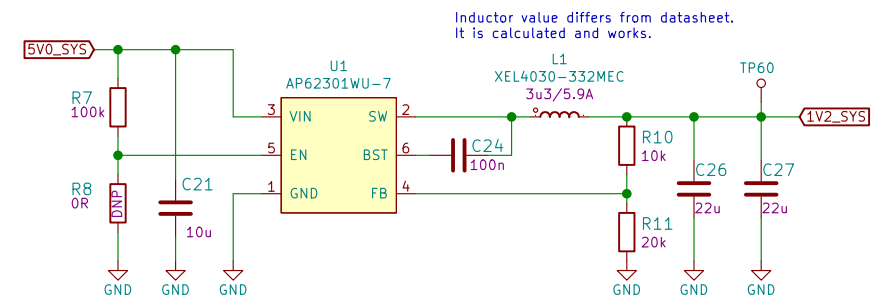 Inductor value differs from datasheet.
It is calculated and works.
5V0_SYS
U1
AP62301WU-7
L1
XEL4030-332MEC
3u3/5.9A
TP60
1V2_SYS
R7
100k
3
VIN
SW
2
C24
100n
R10
10k
5
EN
BST
6
R8
0R
DNP
C21
10u
1
GND
FB
4
C26
22u
C27
22u
R11
20k
GND
GND
GND
GND
GND
GND